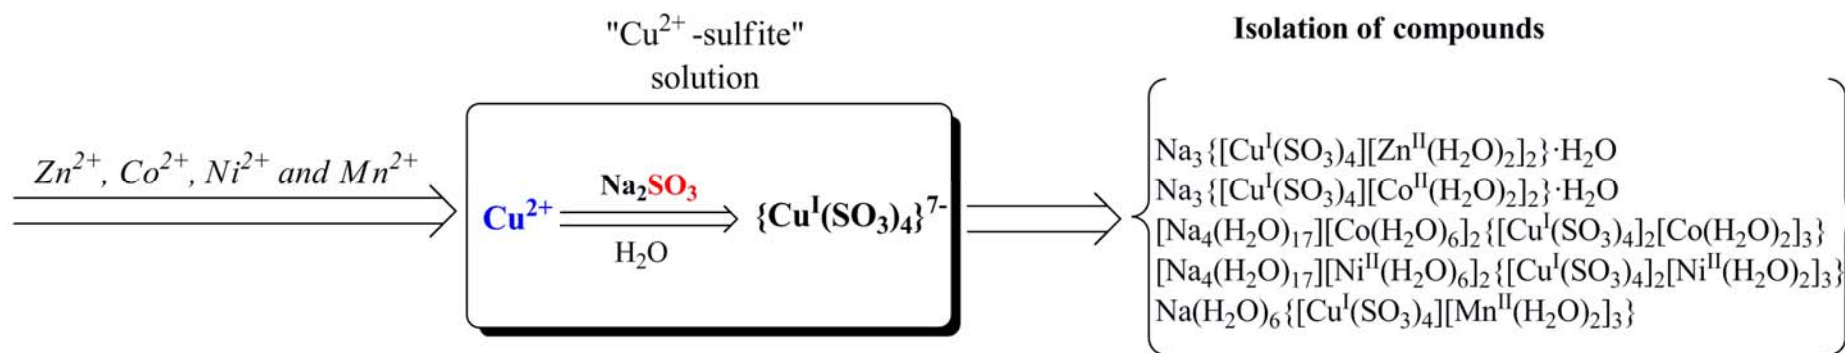 "Cu²⁺ -sulfite"
solution
Isolation of compounds
Zn²⁺, Co²⁺, Ni²⁺ and Mn²⁺
Cu²⁺
Na₂SO₃
H₂O
{Cuᴵ(SO₃)₄}⁷⁻
Na₃{[Cuᴵ(SO₃)₄][Znᴵᴵ(H₂O)₂]₂}·H₂O
Na₃{[Cuᴵ(SO₃)₄][Coᴵᴵ(H₂O)₂]₂}·H₂O
[Na₄(H₂O)₁₇][Co(H₂O)₆]₂{[Cuᴵ(SO₃)₄]₂[Co(H₂O)₂]₃}
[Na₄(H₂O)₁₇][Niᴵᴵ(H₂O)₆]₂{[Cuᴵ(SO₃)₄]₂[Niᴵᴵ(H₂O)₂]₃}
Na(H₂O)₆{[Cuᴵ(SO₃)₄][Mnᴵᴵ(H₂O)₂]₃}